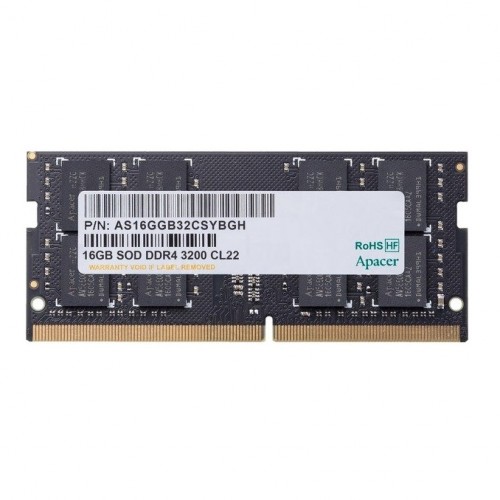 P/N: AS16GGB32CSYBGH
16GB SOD DDR4 3200 CL22
WARRANTY VOID IF LABEL REMOVED
RoHS HF
Apacer